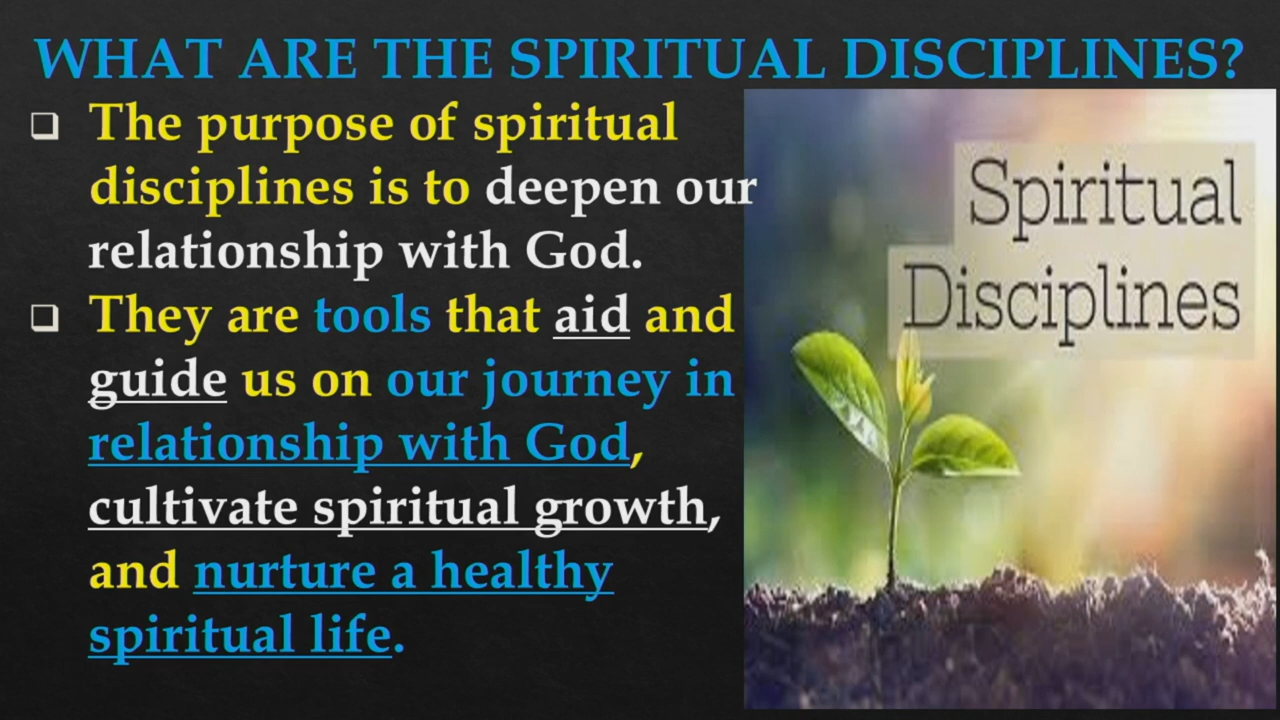 WHAT ARE THE SPIRITUAL DISCIPLINES?
The purpose of spiritual
disciplines is to deepen our
relationship with God.
They are tools that aid and
guide us on our journey in
relationship with God,
cultivate spiritual growth,
and nurture a healthy
spiritual life.
Spiritual
Disciplines